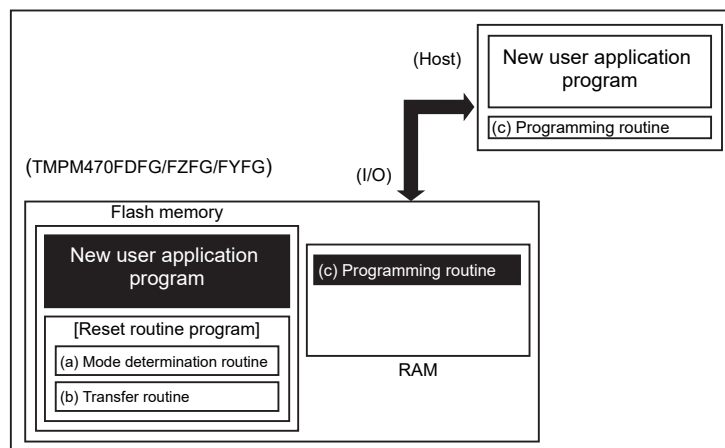 (Host)
New user application
program
(c) Programming routine
(TMPM470FDFG/FZFG/FYFG)
(I/O)
Flash memory
New user application
program
[Reset routine program]
(a) Mode determination routine
(b) Transfer routine
(c) Programming routine
RAM